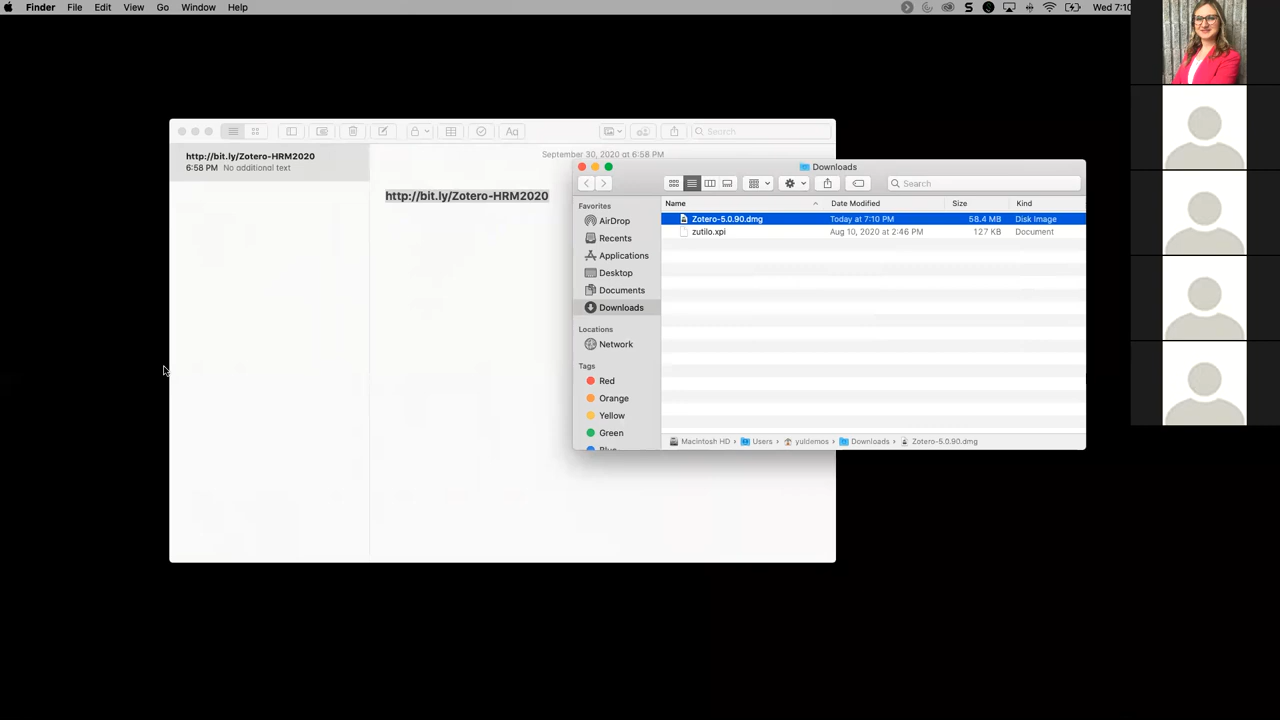 Finder File Edit View Go Window Help
Wed 7:10
Search
http://bit.ly/Zotero-HRM2020
6:58 PM No additional text
September 30, 2020 at 6:58 PM
http://bit.ly/Zotero-HRM2020
Downloads
Search
Favorites
AirDrop
Recents
Applications
Desktop
Documents
Downloads
Locations
Network
Tags
Red
Orange
Yellow
Green
Blue
Name Date Modified Size Kind
Zotero-5.0.90.dmg Today at 7:10 PM 58.4 MB Disk Image
zutilo.xpi Aug 10, 2020 at 2:46 PM 127 KB Document
Macintosh HD › Users › yuldemos › Downloads › Zotero-5.0.90.dmg